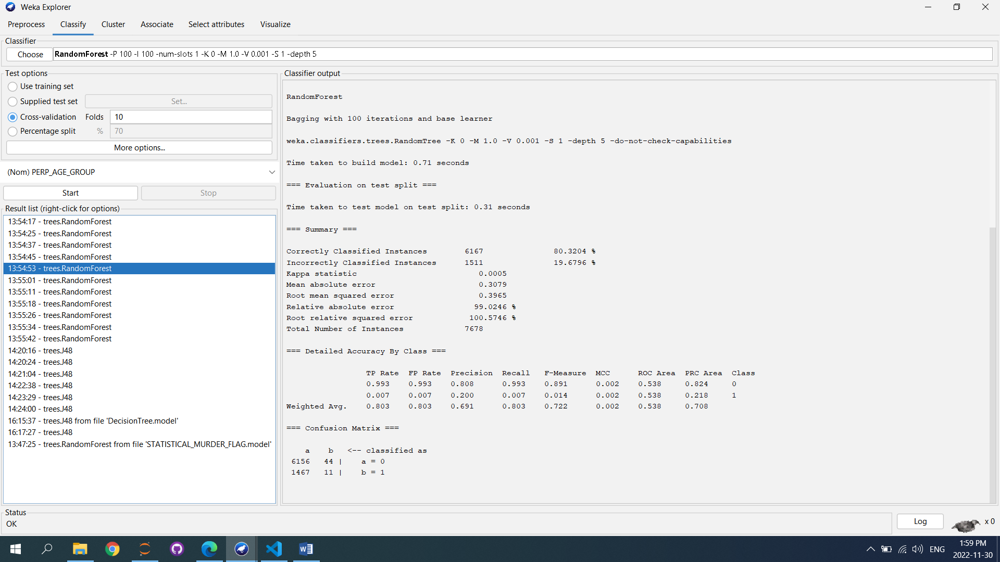 Weka Explorer
Preprocess Classify Cluster Associate Select attributes Visualize
Classifier
Choose RandomForest -P 100 -I 100 -num-slots 1 -K 0 -M 1.0 -V 0.001 -S 1 -depth 5
Test options
Use training set
Supplied test set Set...
Cross-validation Folds 10
Percentage split % 70
More options...
(Nom) PERP_AGE_GROUP
Start Stop
Result list (right-click for options)
13:54:17 - trees.RandomForest
13:54:25 - trees.RandomForest
13:54:37 - trees.RandomForest
13:54:45 - trees.RandomForest
13:54:53 - trees.RandomForest
13:55:01 - trees.RandomForest
13:55:11 - trees.RandomForest
13:55:18 - trees.RandomForest
13:55:26 - trees.RandomForest
13:55:34 - trees.RandomForest
13:55:42 - trees.RandomForest
14:20:16 - trees.J48
14:20:24 - trees.J48
14:21:04 - trees.J48
14:22:38 - trees.J48
14:23:29 - trees.J48
14:24:00 - trees.J48
16:15:37 - trees.J48 from file 'DecisionTree.model'
16:17:27 - trees.J48
13:47:25 - trees.RandomForest from file 'STATISTICAL_MURDER_FLAG.model'
Classifier output
RandomForest
Bagging with 100 iterations and base learner
weka.classifiers.trees.RandomTree -K 0 -M 1.0 -V 0.001 -S 1 -depth 5 -do-not-check-capabilities
Time taken to build model: 0.71 seconds
=== Evaluation on test split ===
Time taken to test model on test split: 0.31 seconds
=== Summary ===
Correctly Classified Instances 6167 80.3204 %
Incorrectly Classified Instances 1511 19.6796 %
Kappa statistic 0.0005
Mean absolute error 0.3079
Root mean squared error 0.3965
Relative absolute error 99.0246 %
Root relative squared error 100.5746 %
Total Number of Instances 7678
=== Detailed Accuracy By Class ===
TP Rate FP Rate Precision Recall F-Measure MCC ROC Area PRC Area Class
0.993 0.993 0.808 0.993 0.891 0.002 0.538 0.824 0
0.007 0.007 0.200 0.007 0.014 0.002 0.538 0.218 1
Weighted Avg. 0.803 0.803 0.691 0.803 0.722 0.002 0.538 0.708
=== Confusion Matrix ===
a b <-- classified as
6156 44 | a = 0
1467 11 | b = 1
Status
OK
Log x 0
ENG
1:59 PM
2022-11-30